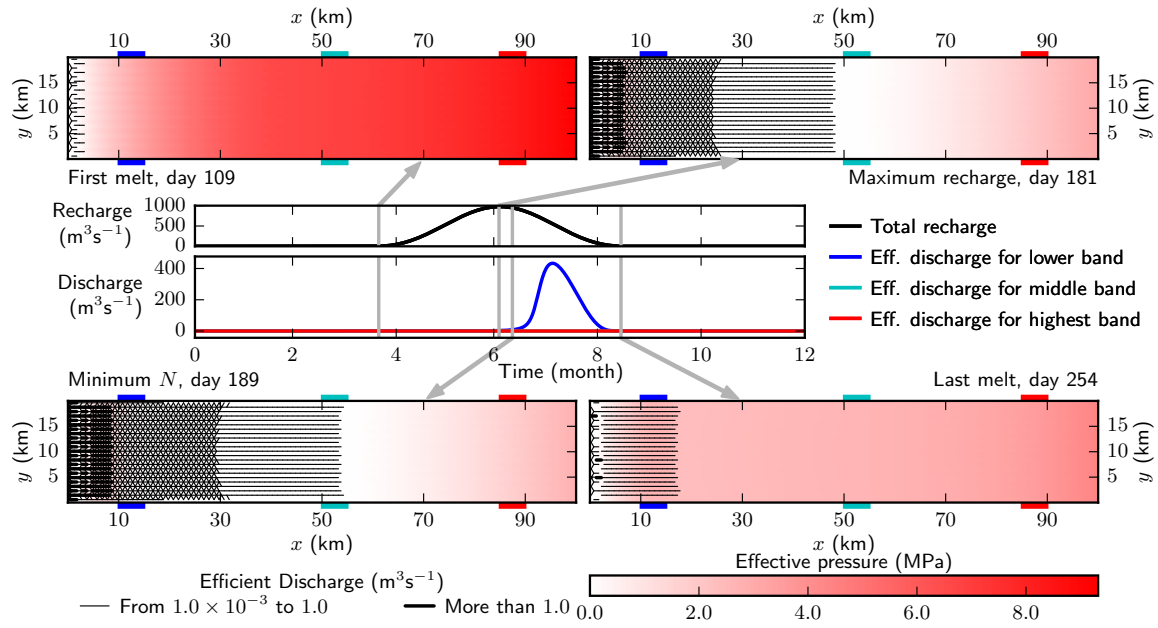 x (km)
x (km)
10 30 50 70 90
10 30 50 70 90
y (km)
15
10
5
15
10
5
y (km)
First melt, day 109
Maximum recharge, day 181
Recharge
(m³s⁻¹)
1000
500
0
Discharge
(m³s⁻¹)
400
200
0
0 2 4 6 8 10 12
Time (month)
Total recharge
Eff. discharge for lower band
Eff. discharge for middle band
Eff. discharge for highest band
Minimum N, day 189
Last melt, day 254
y (km)
15
10
5
15
10
5
y (km)
10 30 50 70 90
10 30 50 70 90
x (km)
x (km)
Efficient Discharge (m³s⁻¹)
From 1.0 × 10⁻³ to 1.0
More than 1.0
Effective pressure (MPa)
0.0 2.0 4.0 6.0 8.0